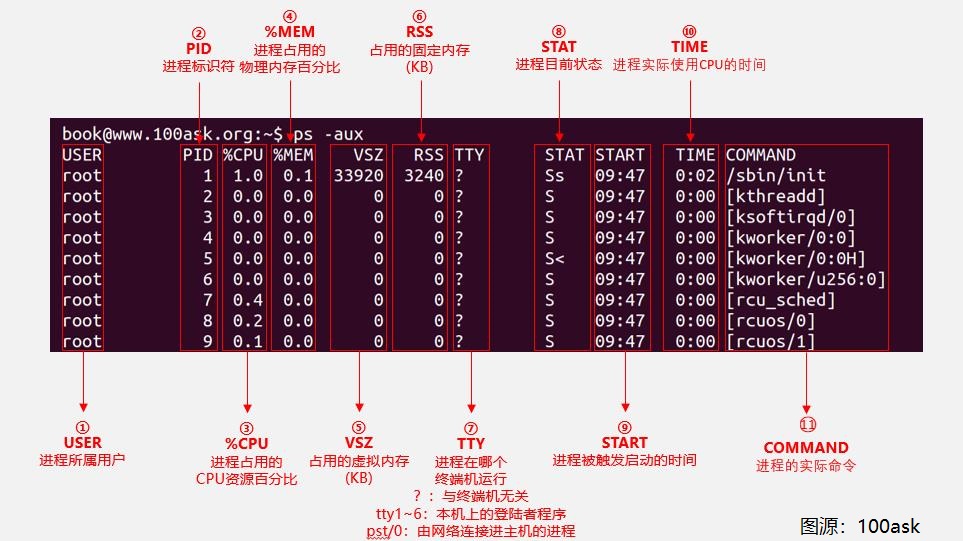 ②
PID
进程标识符
④
%MEM
进程占用的
物理内存百分比
⑥
RSS
占用的固定内存
(KB)
⑧
STAT
进程目前状态
⑩
TIME
进程实际使用CPU的时间
book@www.100ask.org:~$ ps -aux
USER PID %CPU %MEM VSZ RSS TTY STAT START TIME COMMAND
root 1 1.0 0.1 33920 3240 ? Ss 09:47 0:02 /sbin/init
root 2 0.0 0.0 0 0 ? S 09:47 0:00 [kthreadd]
root 3 0.0 0.0 0 0 ? S 09:47 0:00 [ksoftirqd/0]
root 4 0.0 0.0 0 0 ? S 09:47 0:00 [kworker/0:0]
root 5 0.0 0.0 0 0 ? S< 09:47 0:00 [kworker/0:0H]
root 6 0.0 0.0 0 0 ? S 09:47 0:00 [kworker/u256:0]
root 7 0.4 0.0 0 0 ? S 09:47 0:00 [rcu_sched]
root 8 0.2 0.0 0 0 ? S 09:47 0:00 [rcuos/0]
root 9 0.1 0.0 0 0 ? S 09:47 0:00 [rcuos/1]
①
USER
进程所属用户
③
%CPU
进程占用的
CPU资源百分比
⑤
VSZ
占用的虚拟内存
(KB)
⑦
TTY
进程在哪个
终端机运行
？：与终端机无关
tty1~6：本机上的登陆者程序
pst/0：由网络连接进主机的进程
⑨
START
进程被触发启动的时间
⑪
COMMAND
进程的实际命令
图源：100ask